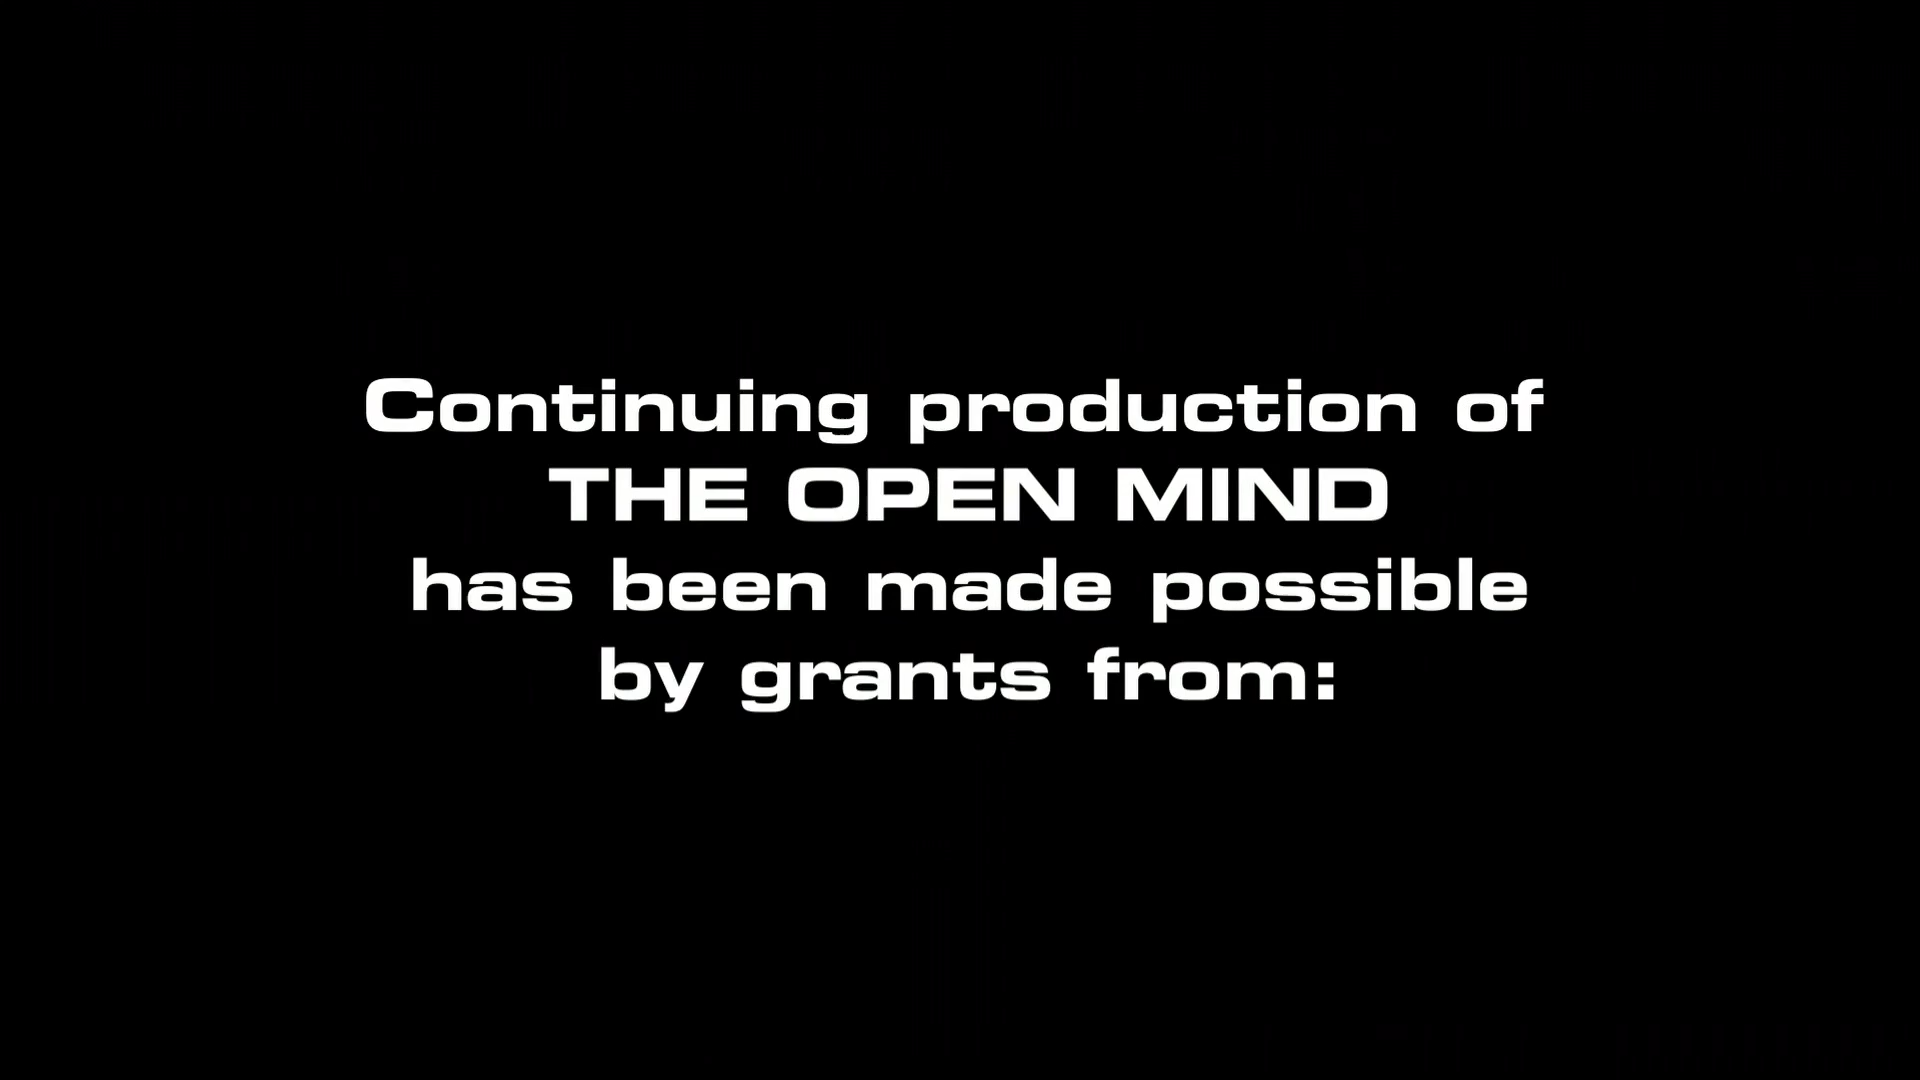 Continuing production of
THE OPEN MIND
has been made possible
by grants from: